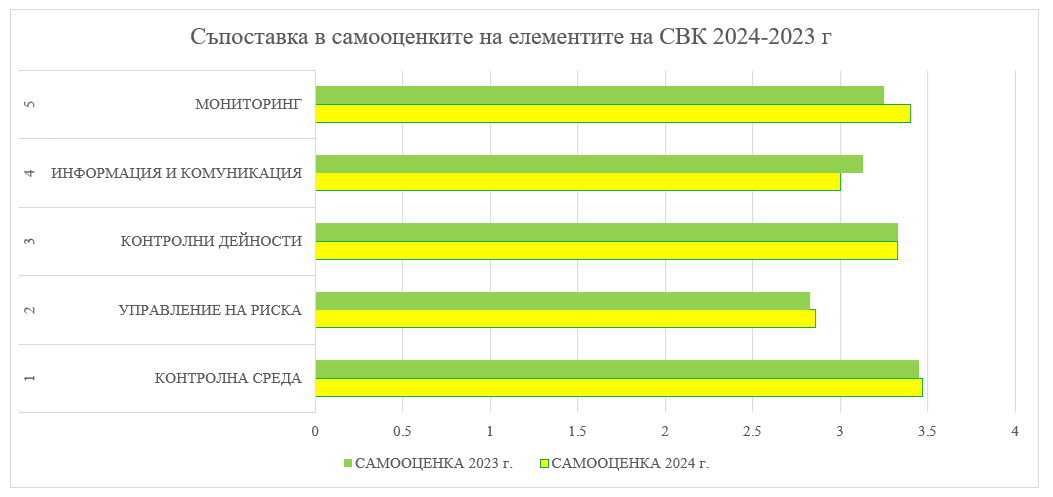 Съпоставка в самооценките на елементите на СВК 2024-2023 г
5
МОНИТОРИНГ
4
ИНФОРМАЦИЯ И КОМУНИКАЦИЯ
3
КОНТРОЛНИ ДЕЙНОСТИ
2
УПРАВЛЕНИЕ НА РИСКА
1
КОНТРОЛНА СРЕДА
0 0.5 1 1.5 2 2.5 3 3.5 4
САМООЦЕНКА 2023 г. САМООЦЕНКА 2024 г.